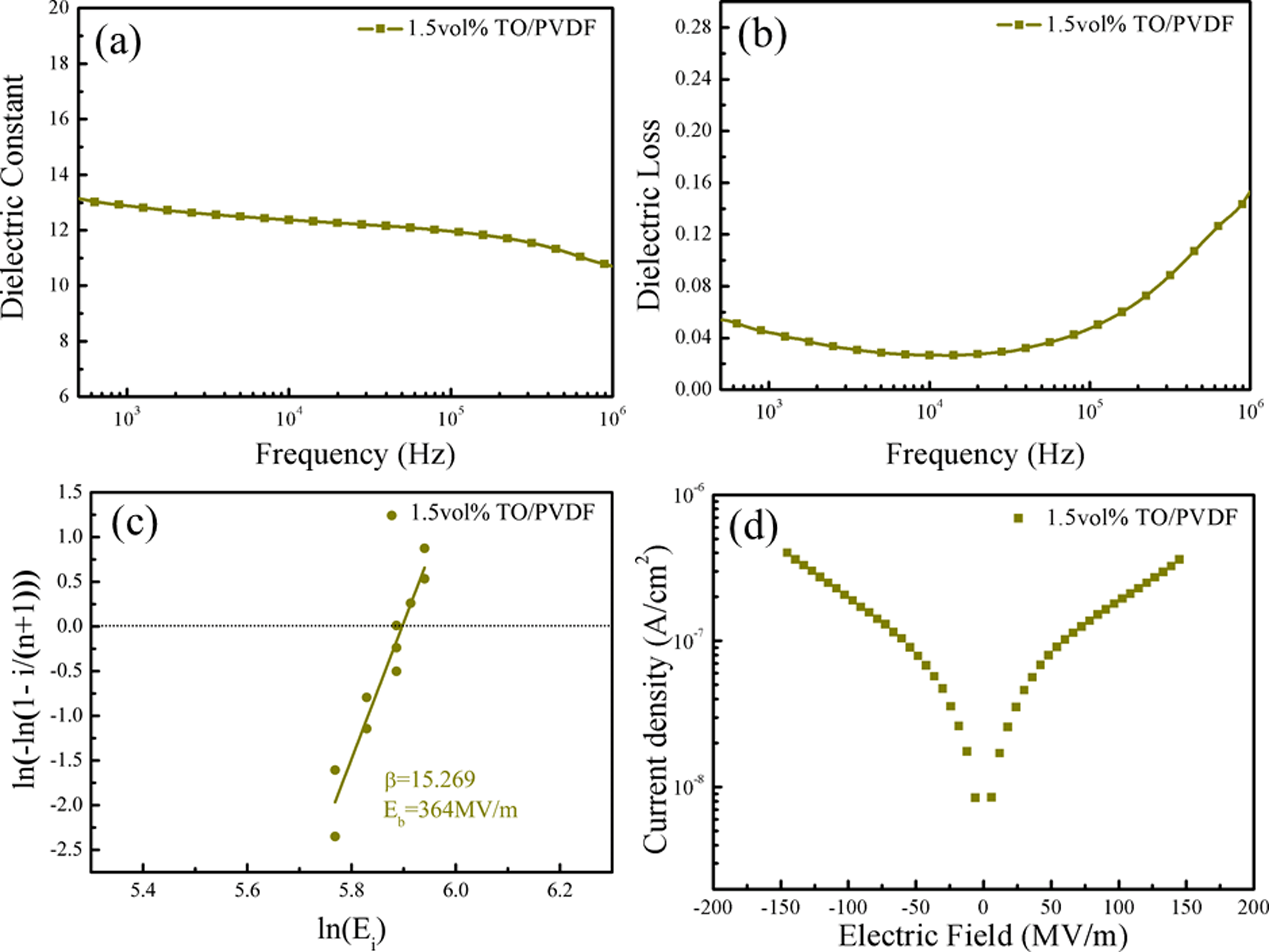 (a)
1.5vol% TO/PVDF
20
18
16
14
12
10
8
6
10^3
10^4
10^5
10^6
Dielectric Constant
Frequency (Hz)
(b)
1.5vol% TO/PVDF
0.28
0.24
0.20
0.16
0.12
0.08
0.04
0.00
10^3
10^4
10^5
10^6
Dielectric Loss
Frequency (Hz)
(c)
1.5vol% TO/PVDF
1.5
1.0
0.5
0.0
-0.5
-1.0
-1.5
-2.0
-2.5
β=15.269
E_b=364MV/m
5.4
5.6
5.8
6.0
6.2
ln(-ln(1- i/(n+1)))
ln(E_i)
(d)
1.5vol% TO/PVDF
10^-6
10^-7
10^-8
-200
-150
-100
-50
0
50
100
150
200
Current density (A/cm^2)
Electric Field (MV/m)